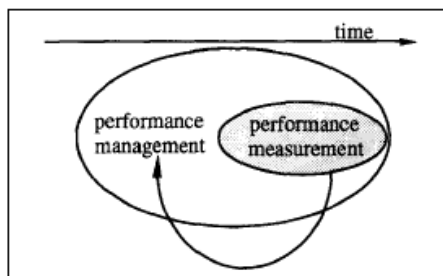 time
performance
management
performance
measurement